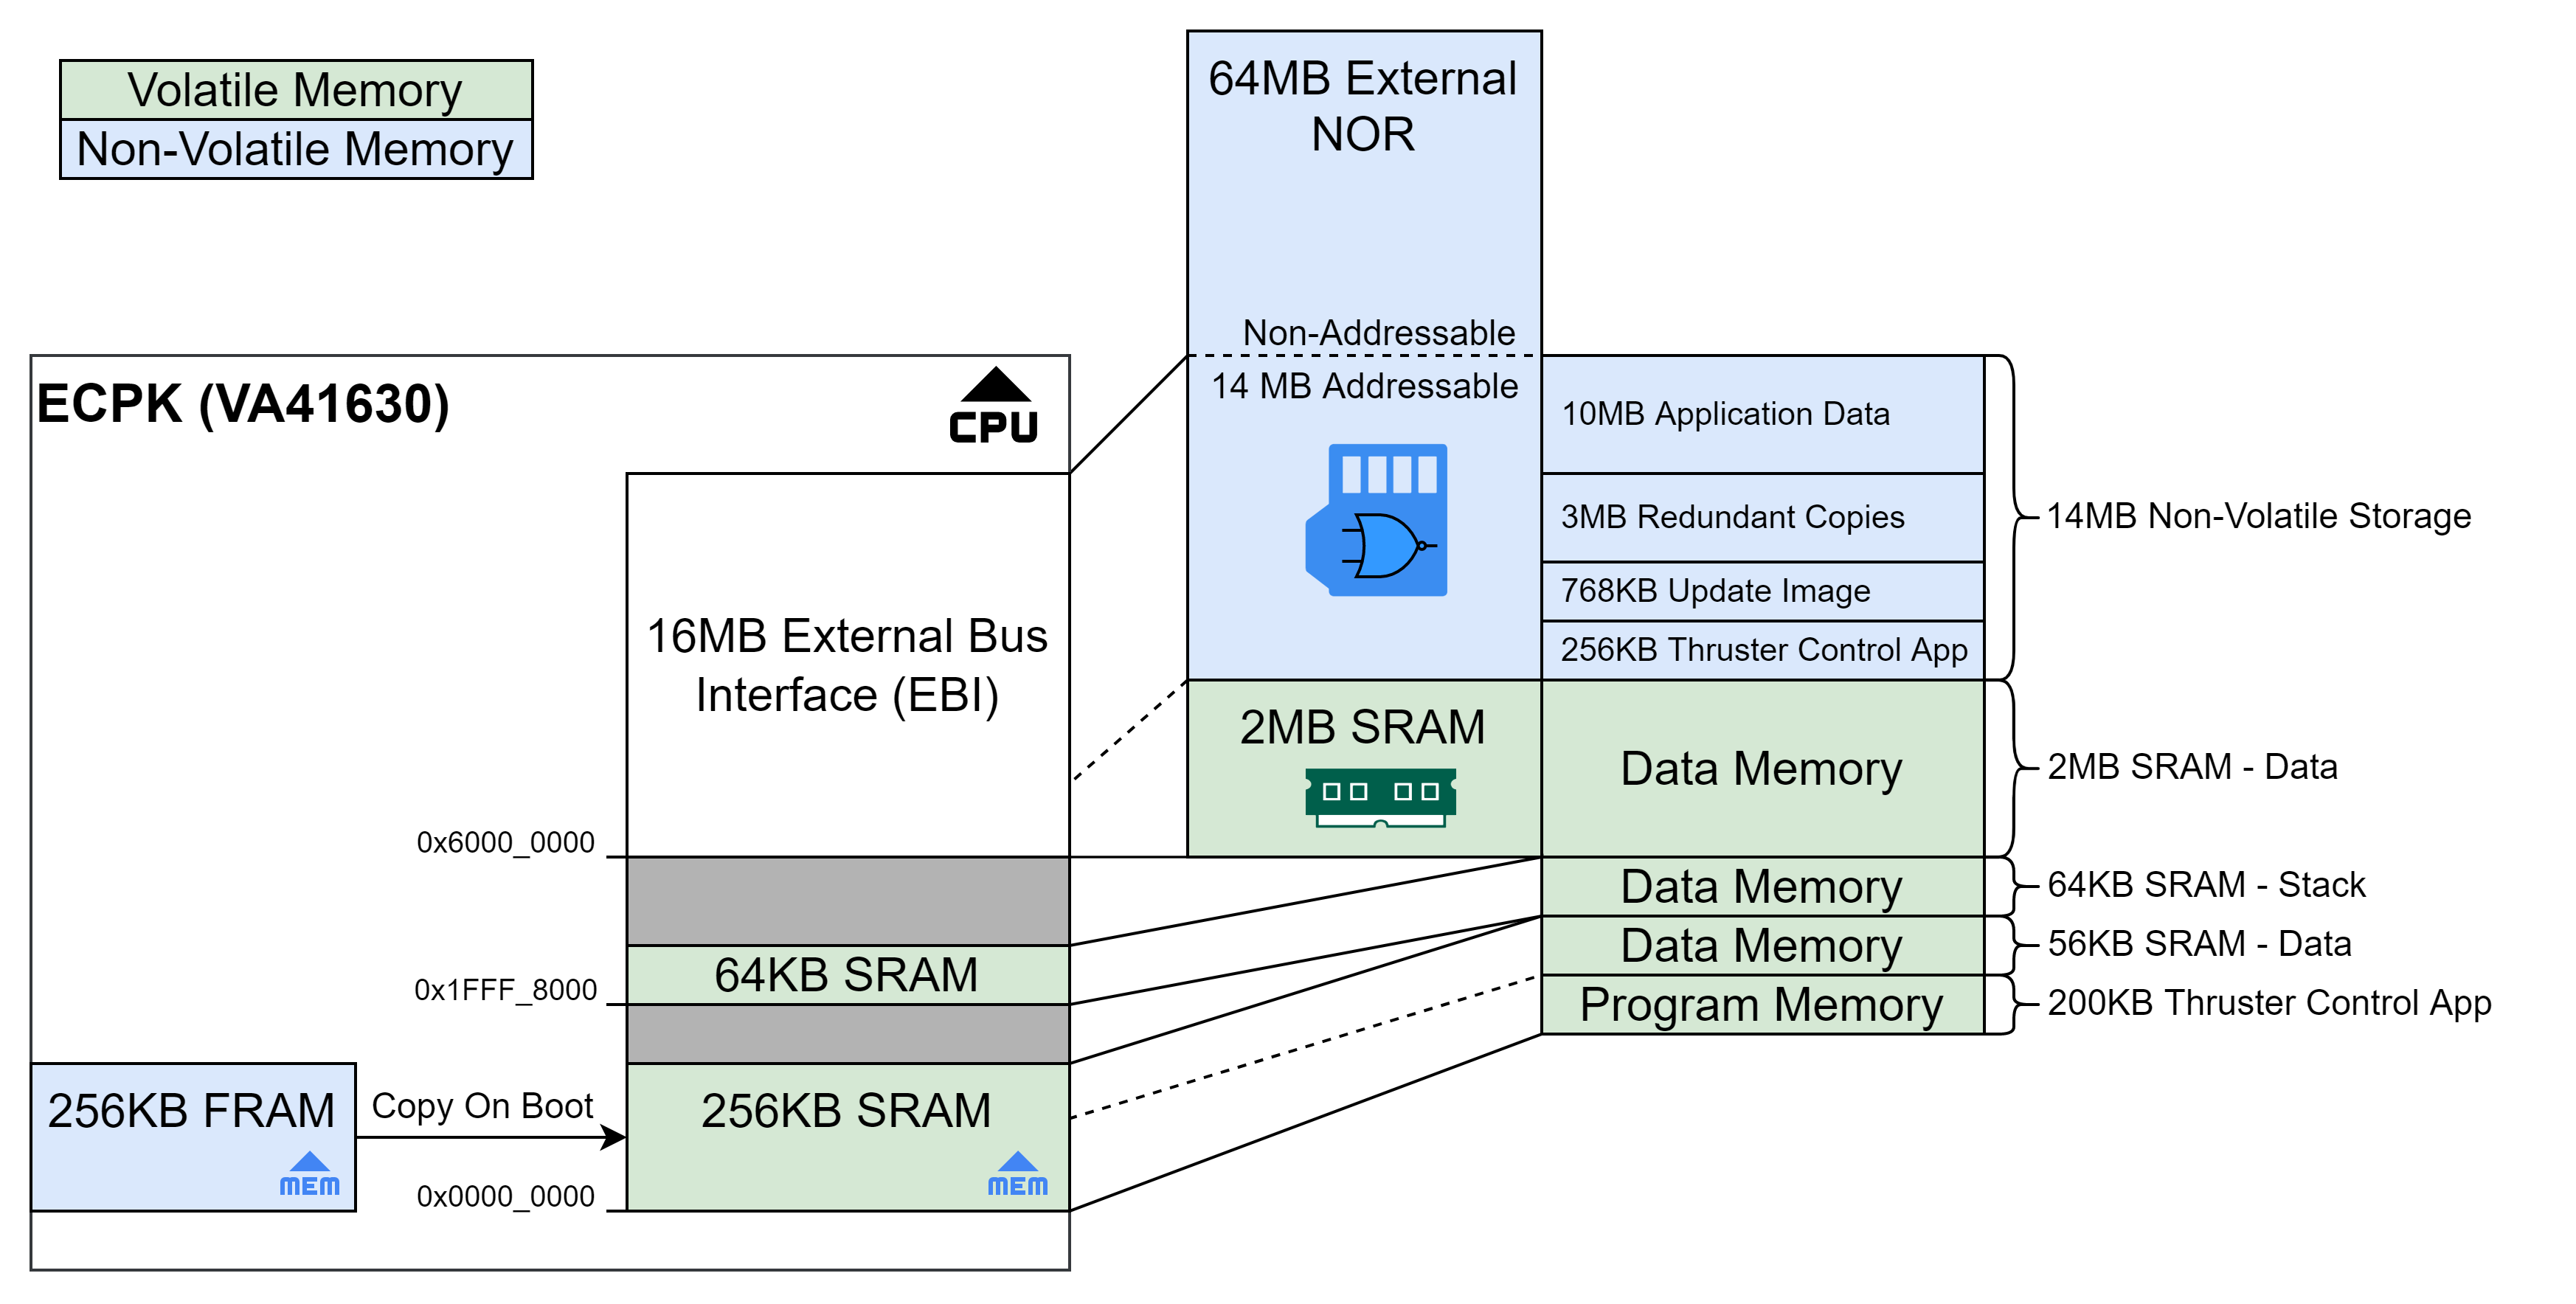 Volatile Memory
Non-Volatile Memory
64MB External
NOR
Non-Addressable
14 MB Addressable
ECPK (VA41630)
CPU
10MB Application Data
3MB Redundant Copies
768KB Update Image
256KB Thruster Control App
14MB Non-Volatile Storage
16MB External Bus
Interface (EBI)
2MB SRAM
Data Memory
2MB SRAM - Data
0x6000_0000
Data Memory
64KB SRAM - Stack
64KB SRAM
Data Memory
56KB SRAM - Data
0x1FFF_8000
Program Memory
200KB Thruster Control App
256KB FRAM
MEM
Copy On Boot
256KB SRAM
MEM
0x0000_0000